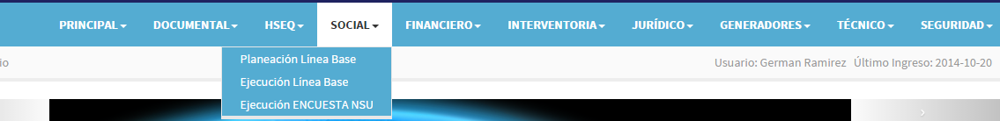 PRINCIPAL DOCUMENTAL HSEQ SOCIAL FINANCIERO INTERVENTORIA JURÍDICO GENERADORES TÉCNICO SEGURIDAD
Planeación Línea Base
io Usuario: German Ramirez Último Ingreso: 2014-10-20
Ejecución Línea Base
Ejecución ENCUESTA NSU